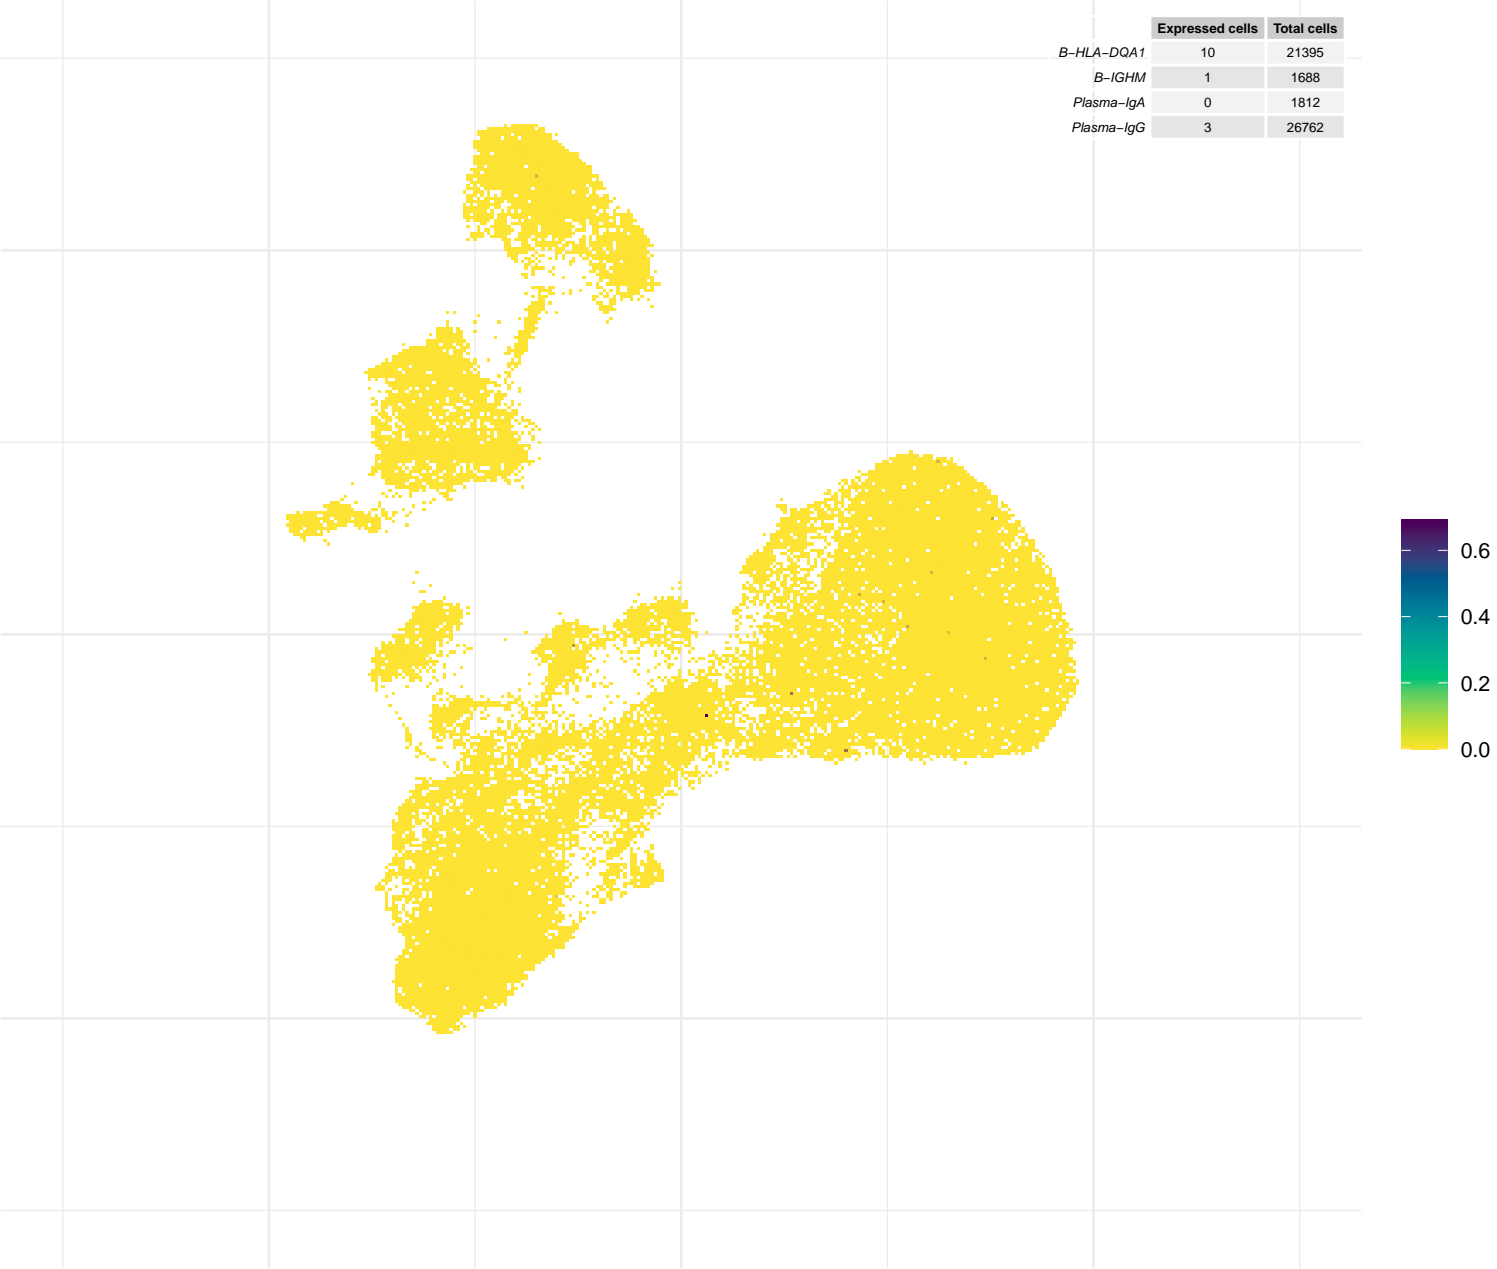 Expressed cells Total cells
B−HLA−DQA1 10 21395
B−IGHM 1 1688
Plasma−IgA 0 1812
Plasma−IgG 3 26762
0.6
0.4
0.2
0.0